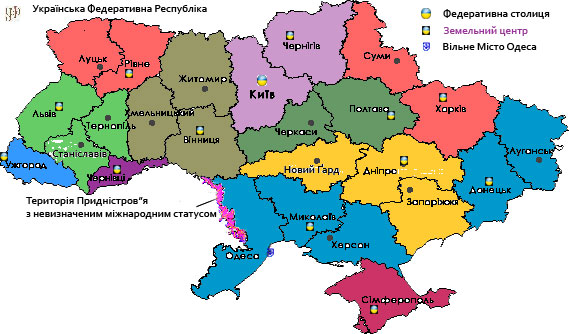 Українська Федеративна Республіка
Федеративна столиця
Земельний центр
Вільне Місто Одеса
Чернігів
Суми
Луцьк
Рівне
Житомир
Київ
Харків
Полтава
Львів
Тернопіль
Хмельницький
Вінниця
Черкаси
Луганськ
Станіславів
Ужгород
Чернівці
Новий Гард
Дніпро
Донецьк
Запоріжжя
Територія Придністров"я
з невизначеним міжнародним статусом
Миколаїв
Херсон
Одеса
Сімферополь